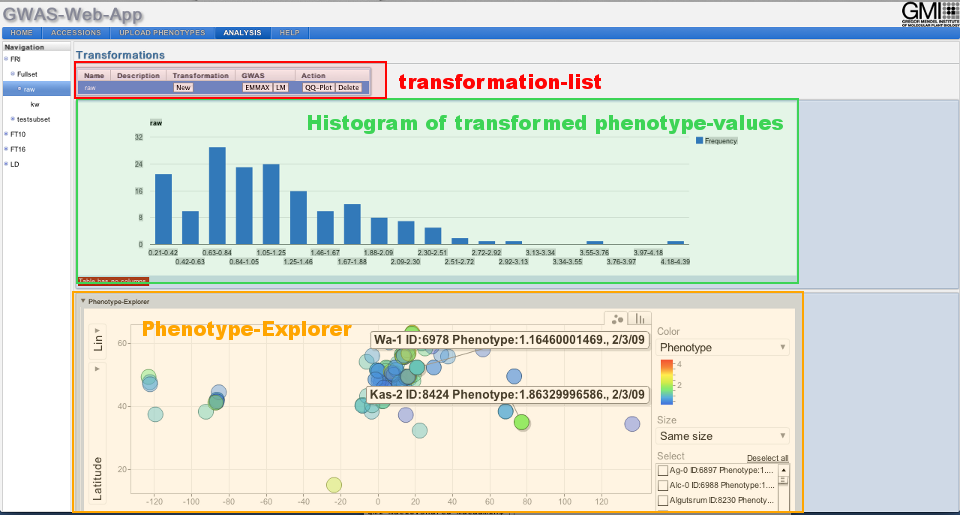 GWAS-Web-App
GMI
GREGOR MENDEL INSTITUTE
OF MOLECULAR PLANT BIOLOGY
HOME ACCESSIONS UPLOAD PHENOTYPES ANALYSIS HELP
Navigation
FRI
Fullset
raw
kw
testsubset
FT10
FT16
LD
Transformations
Name Description Transformation GWAS Action
raw New EMMAX LM QQ-Plot Delete
transformation-list
Histogram of transformed phenotype-values
raw
Frequency
32
24
16
8
0
0.21-0.42 0.63-0.84 1.05-1.25 1.46-1.67 1.88-2.09 2.30-2.51 2.72-2.92 3.13-3.34 3.55-3.76 3.97-4.18
0.42-0.63 0.84-1.05 1.25-1.46 1.67-1.88 2.09-2.30 2.51-2.72 2.92-3.13 3.34-3.55 3.76-3.97 4.18-4.39
Table has no columns.
Phenotype-Explorer
Phenotype-Explorer
Lin
Latitude
60
40
20
-120 -100 -80 -60 -40 -20 0 20 40 60 80 100 120
Wa-1 ID:6978 Phenotype:1.16460001469., 2/3/09
Kas-2 ID:8424 Phenotype:1.86329996586., 2/3/09
Color
Phenotype
4
2
Size
Same size
Select Deselect all
Ag-0 ID:6897 Phenotype:1....
Alc-0 ID:6988 Phenotype:...
Algutsrum ID:8230 Phenoty...